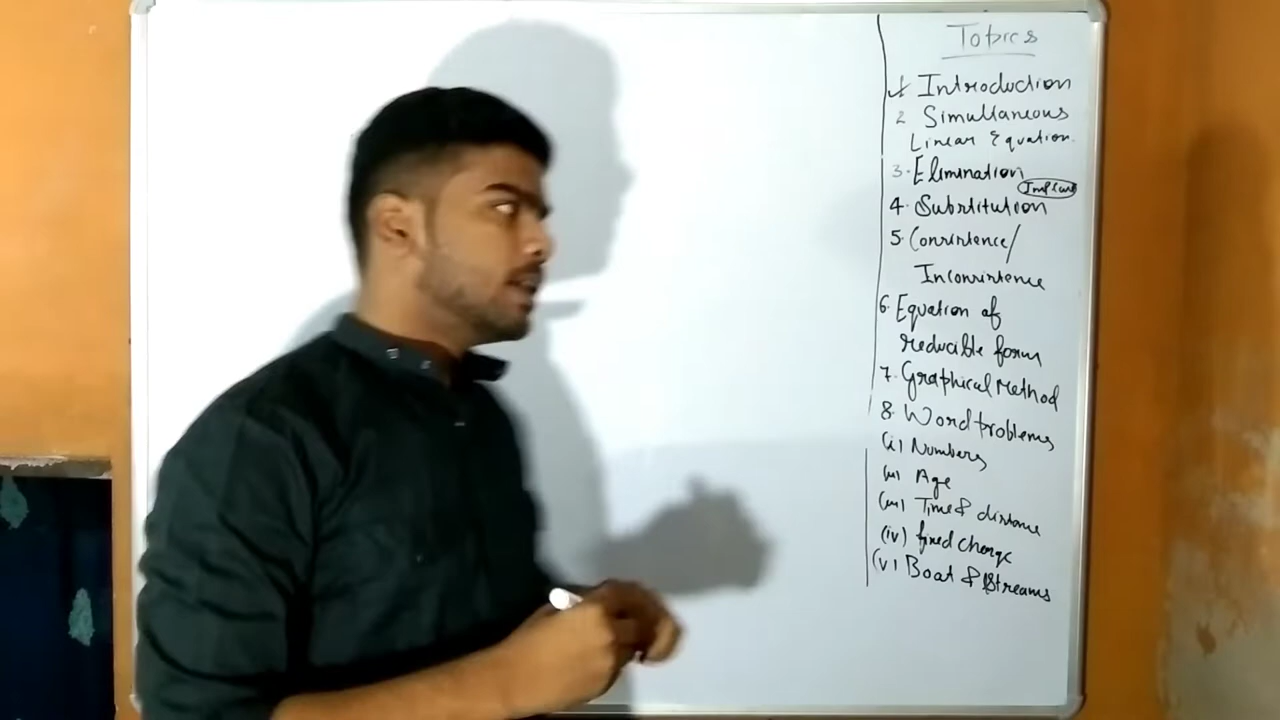 Topics
1. Introduction
2 Simultaneous
Linear Equation.
3. Elimination
4. Substitution
5. Consistence/
Inconsistence
6. Equation of
reducible form
7. Graphical Method
8. Word problems
(i) Numbers
(ii) Age
(iii) Time & distance
(iv) fixed charge
(v) Boat & Streams